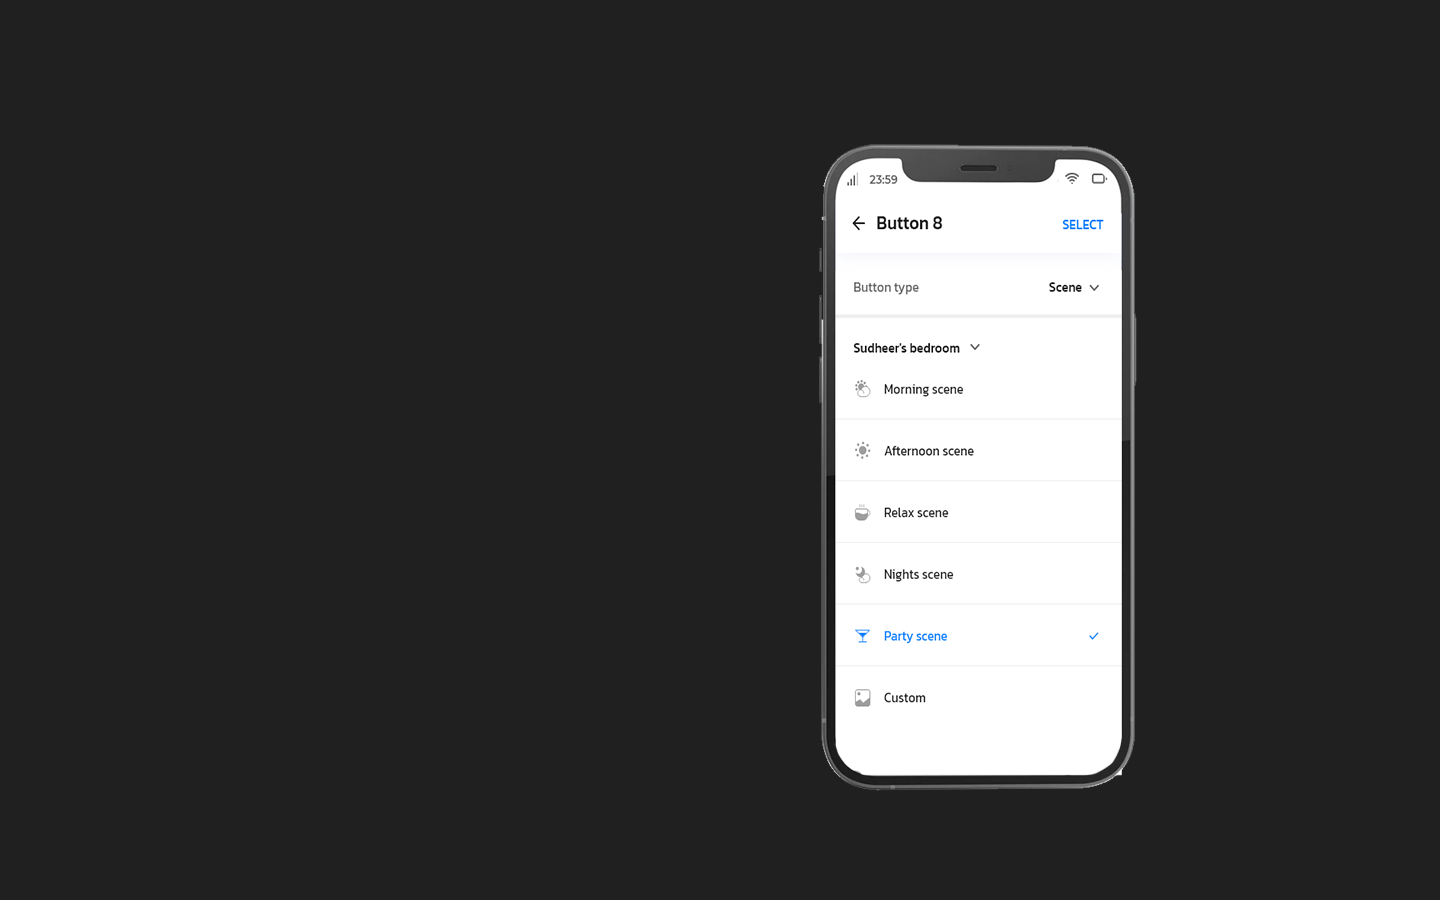 23:59
Button 8
SELECT
Button type
Scene
Sudheer's bedroom
Morning scene
Afternoon scene
Relax scene
Nights scene
Party scene
Custom